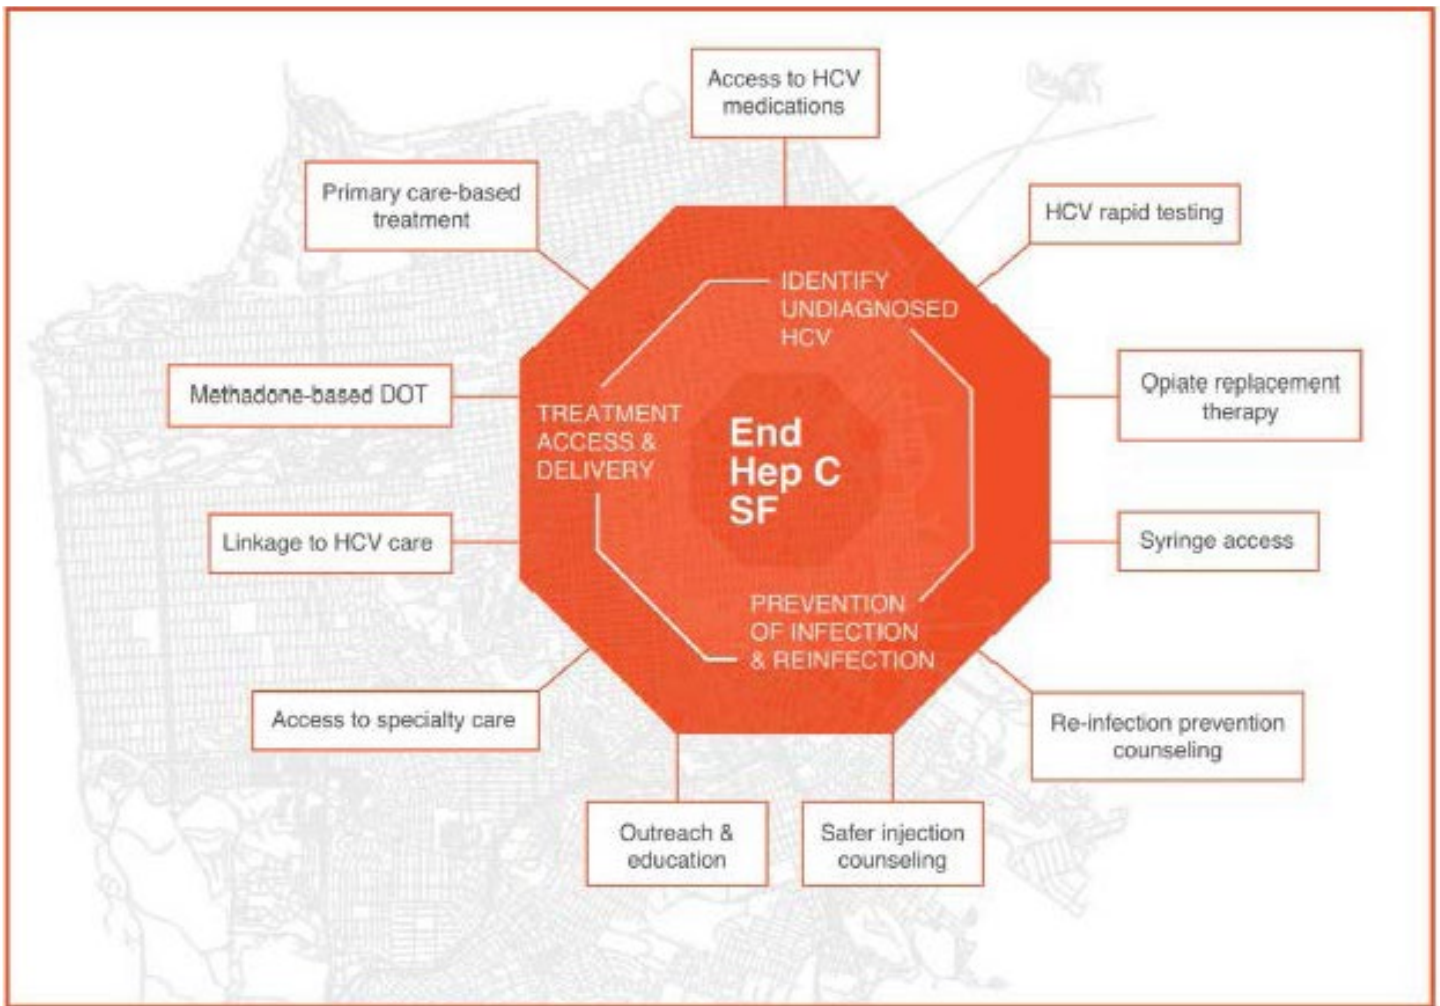 Access to HCV
medications
Primary care-based
treatment
HCV rapid testing
IDENTIFY
UNDIAGNOSED
HCV
Methadone-based DOT
Opiate replacement
therapy
TREATMENT
ACCESS &
DELIVERY
End
Hep C
SF
Linkage to HCV care
Syringe access
PREVENTION
OF INFECTION
& REINFECTION
Access to specialty care
Re-infection prevention
counseling
Outreach &
education
Safer injection
counseling